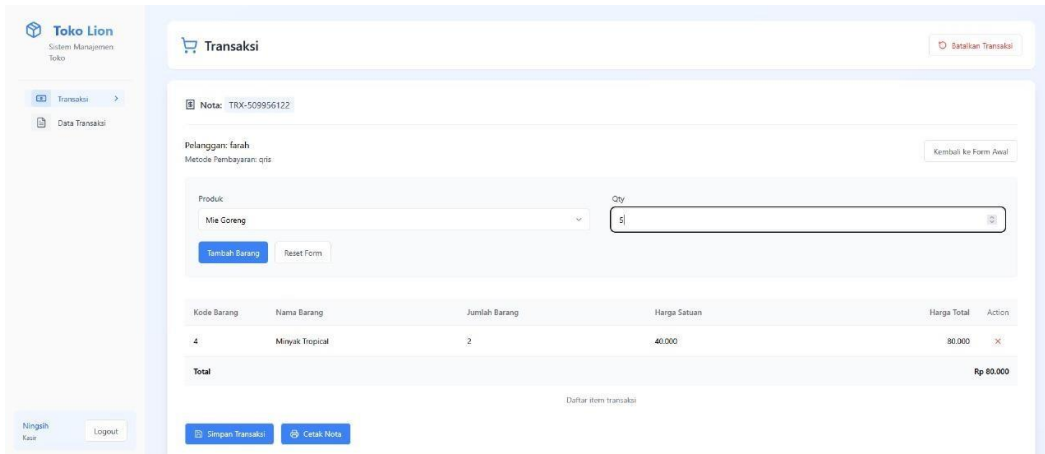 Toko Lion
Sistem Manajemen
Toko
Transaksi
Data Transaksi
Ningsih
Kasir
Logout
Transaksi
Batalkan Transaksi
Nota: TRX-509956122
Pelanggan: farah
Metode Pembayaran: qris
Kembali ke Form Awal
Produk
Qty
Mie Goreng
5
Tambah Barang
Reset Form
Kode Barang Nama Barang Jumlah Barang Harga Satuan Harga Total Action
4 Minyak Tropical 2 40.000 80.000
Total Rp 80.000
Daftar item transaksi
Simpan Transaksi
Cetak Nota